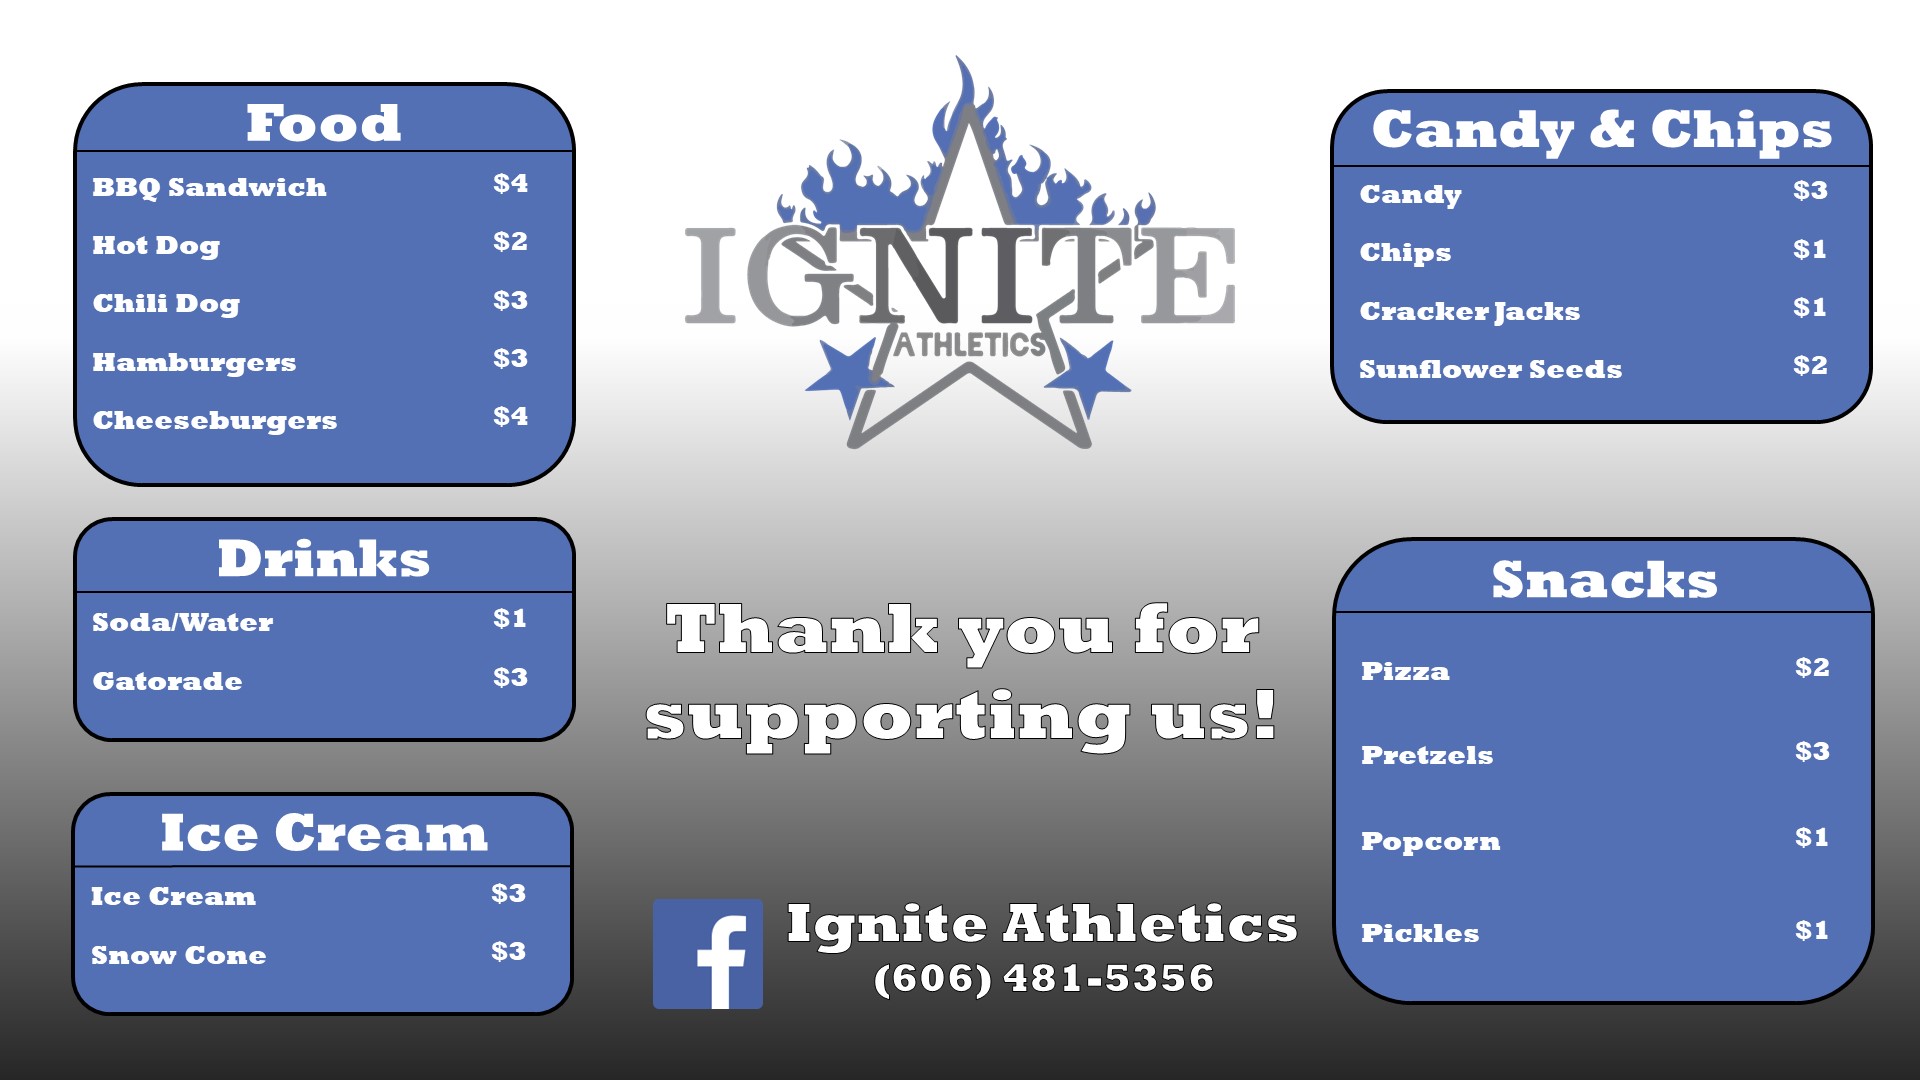 Food
BBQ Sandwich $4
Hot Dog $2
Chili Dog $3
Hamburgers $3
Cheeseburgers $4
Drinks
Soda/Water $1
Gatorade $3
Ice Cream
Ice Cream $3
Snow Cone $3
IGNITE
ATHLETICS
Thank you for
supporting us!
f Ignite Athletics
(606) 481-5356
Candy & Chips
Candy $3
Chips $1
Cracker Jacks $1
Sunflower Seeds $2
Snacks
Pizza $2
Pretzels $3
Popcorn $1
Pickles $1